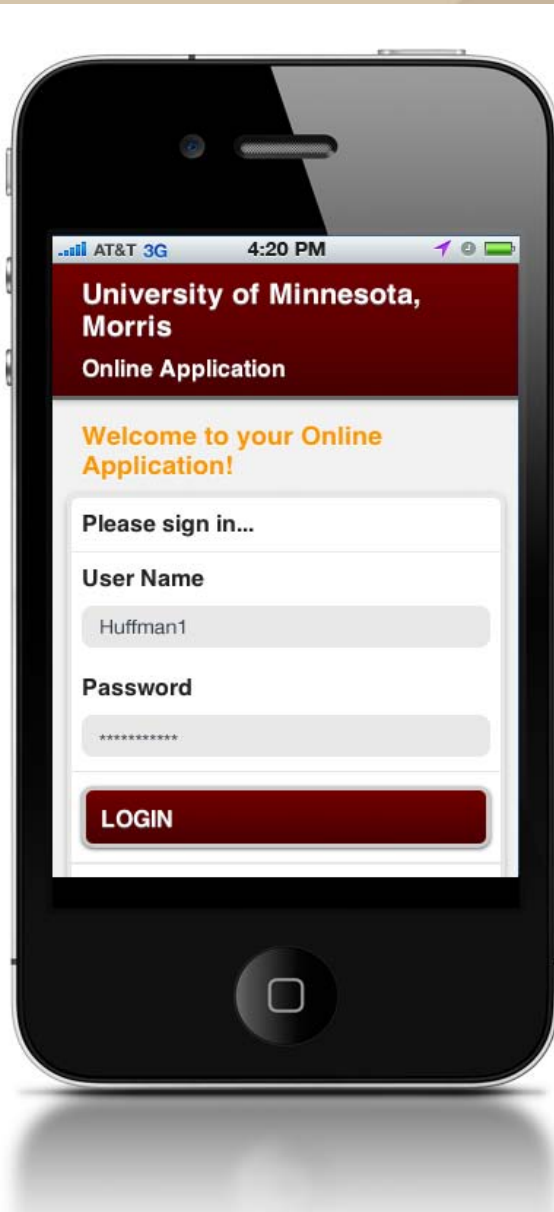 AT&T 3G 4:20 PM
University of Minnesota,
Morris
Online Application
Welcome to your Online
Application!
Please sign in...
User Name
Huffman1
Password
***********
LOGIN